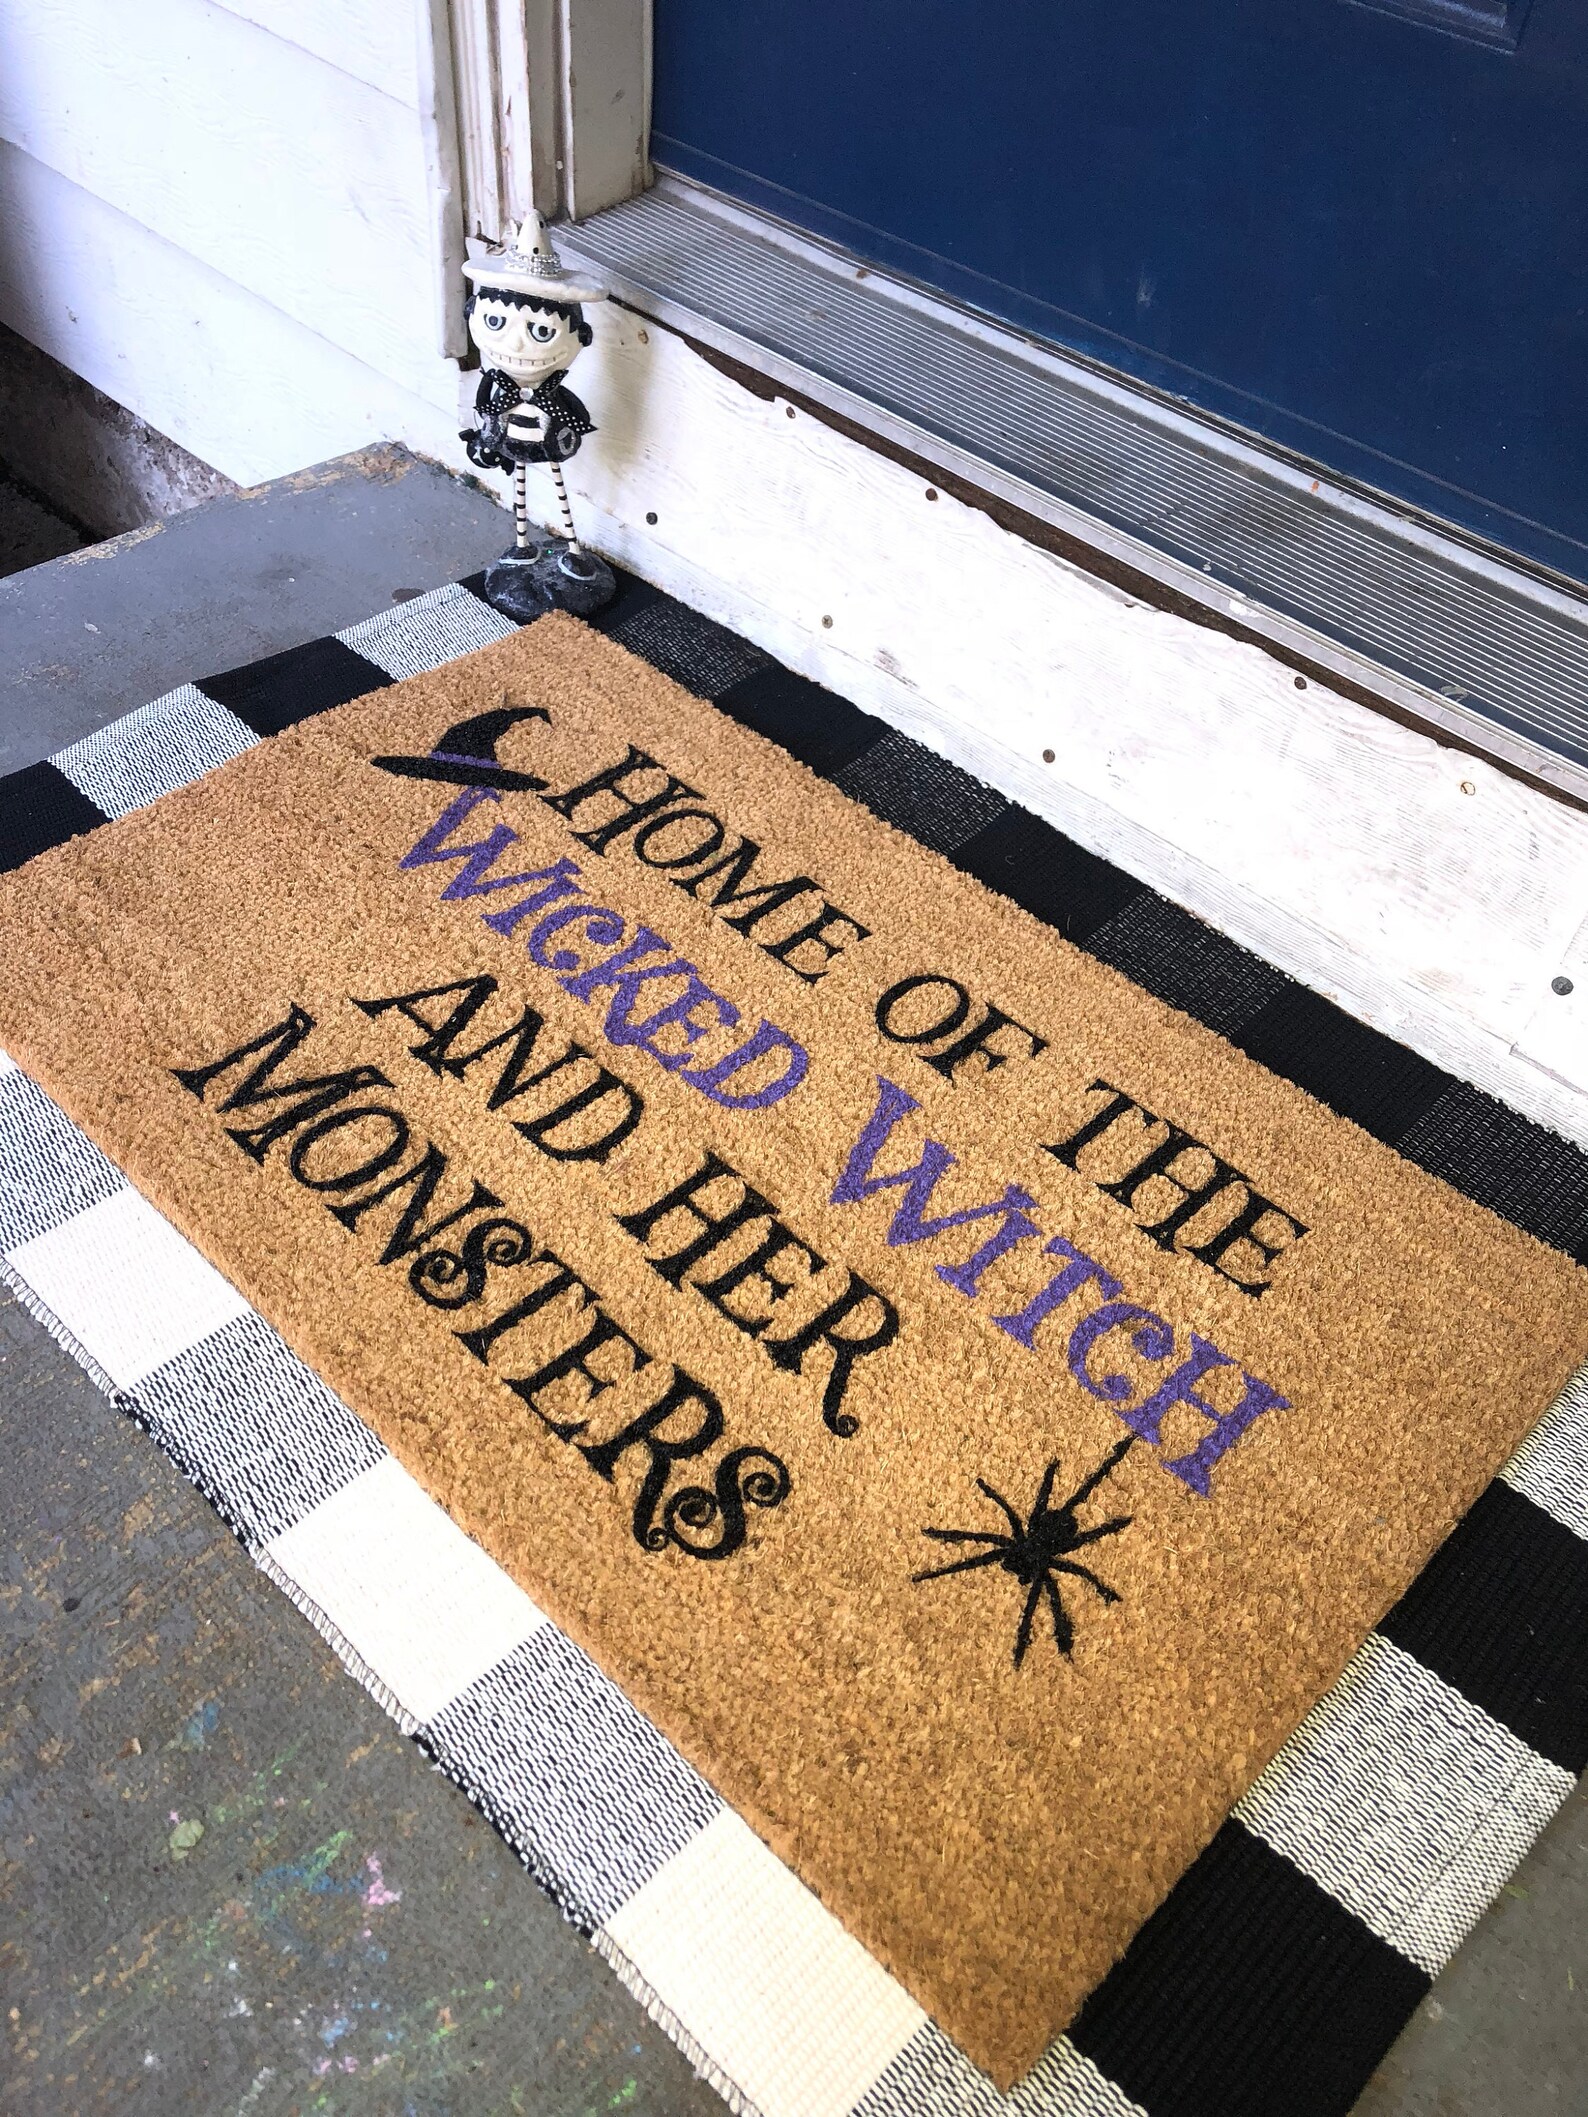 HOME OF THE
WICKED WITCH
AND HER
MONSTERS